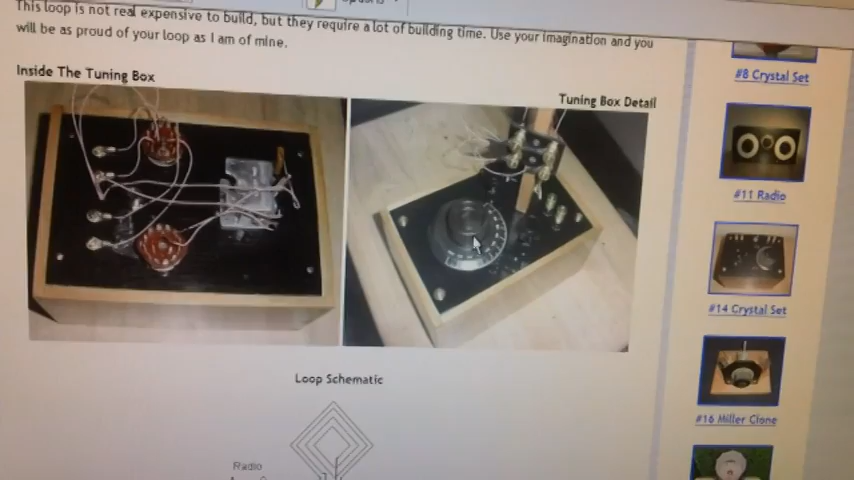 This loop is not real expensive to build, but they require a lot of building time. Use your imagination and you
will be as proud of your loop as I am of mine.
Inside The Tuning Box
Tuning Box Detail
Loop Schematic
Radio
#8 Crystal Set
#11 Radio
#14 Crystal Set
#16 Miller Clone